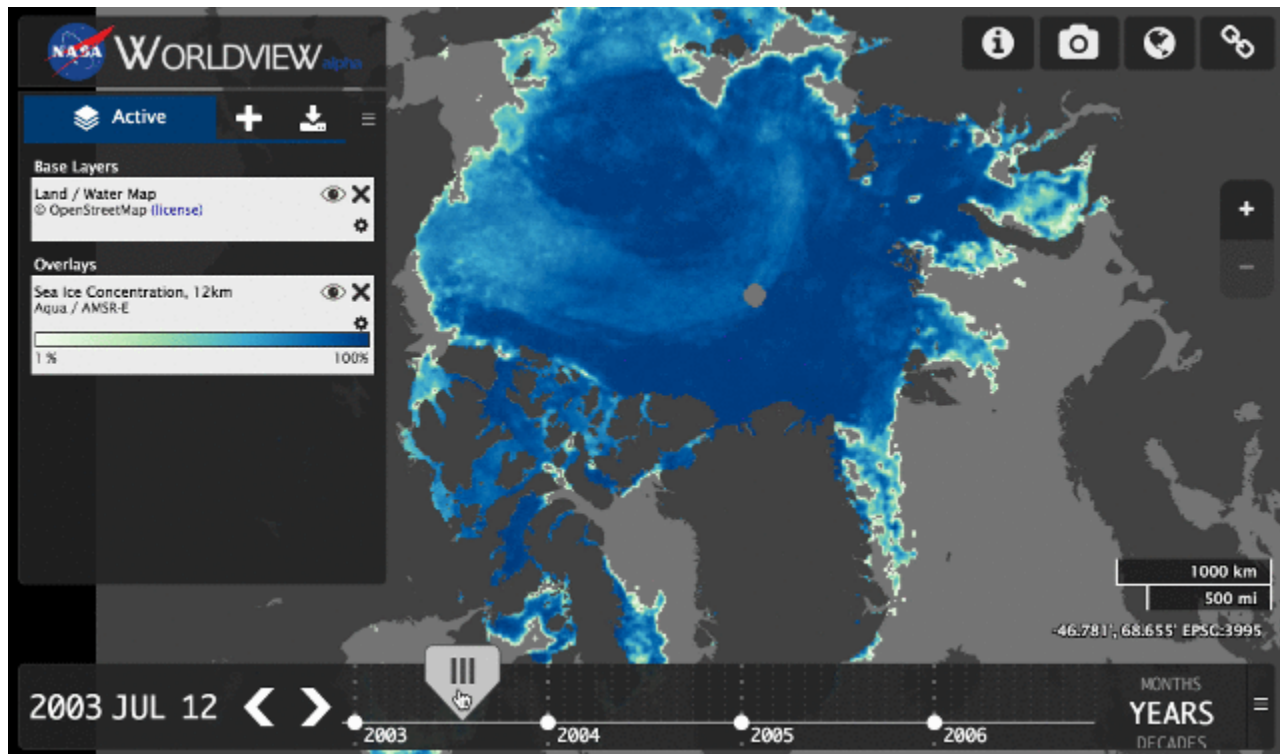 NASA WORLDVIEW alpha
Active
Base Layers
Land / Water Map
© OpenStreetMap (license)
Overlays
Sea Ice Concentration, 12km
Aqua / AMSR-E
1 % 100%
1000 km
500 mi
-46.781°, 68.655° EPSG:3995
2003 JUL 12
2003 2004 2005 2006
MONTHS
YEARS
DECADES